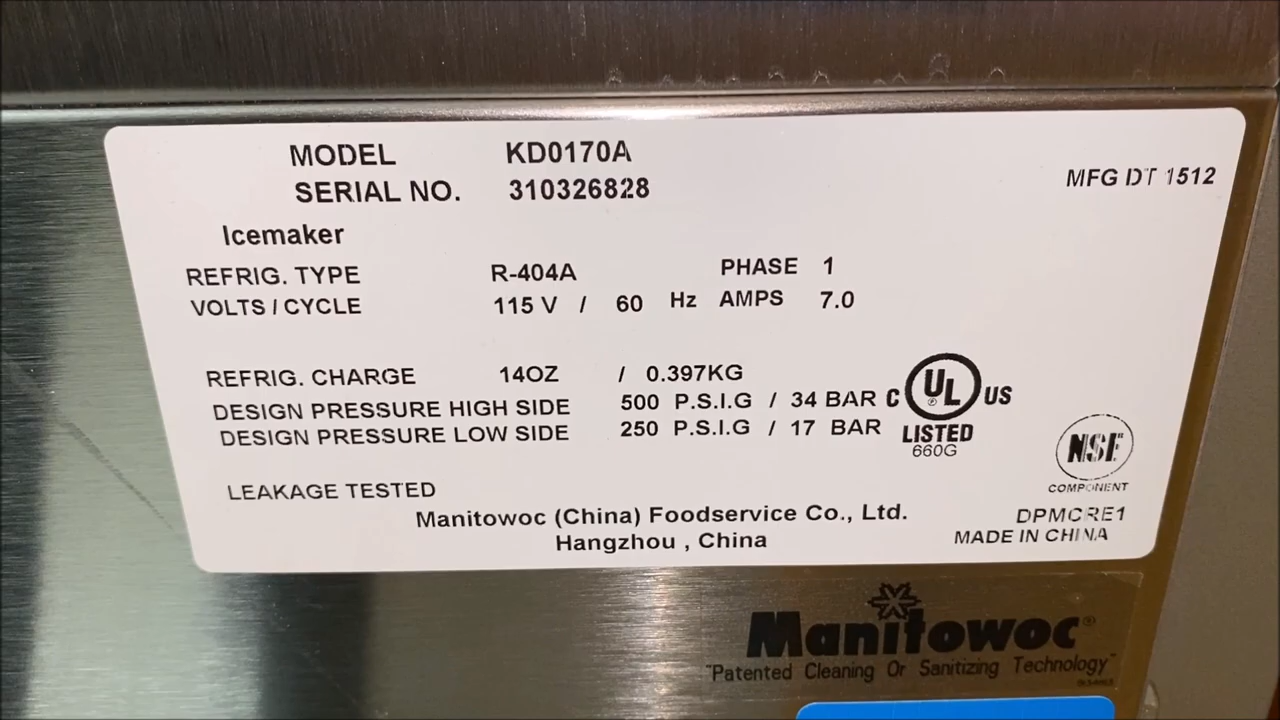 MODEL KD0170A
SERIAL NO. 310326828
MFG DT 1512
Icemaker
REFRIG. TYPE R-404A PHASE 1
VOLTS / CYCLE 115 V / 60 Hz AMPS 7.0
REFRIG. CHARGE 14OZ / 0.397KG
DESIGN PRESSURE HIGH SIDE 500 P.S.I.G / 34 BAR
DESIGN PRESSURE LOW SIDE 250 P.S.I.G / 17 BAR
C UL ® US
LISTED
660G
NSF
COMPONENT
LEAKAGE TESTED
Manitowoc (China) Foodservice Co., Ltd.
Hangzhou , China
DPMCRE1
MADE IN CHINA
Manitowoc®
"Patented Cleaning Or Sanitizing Technology"